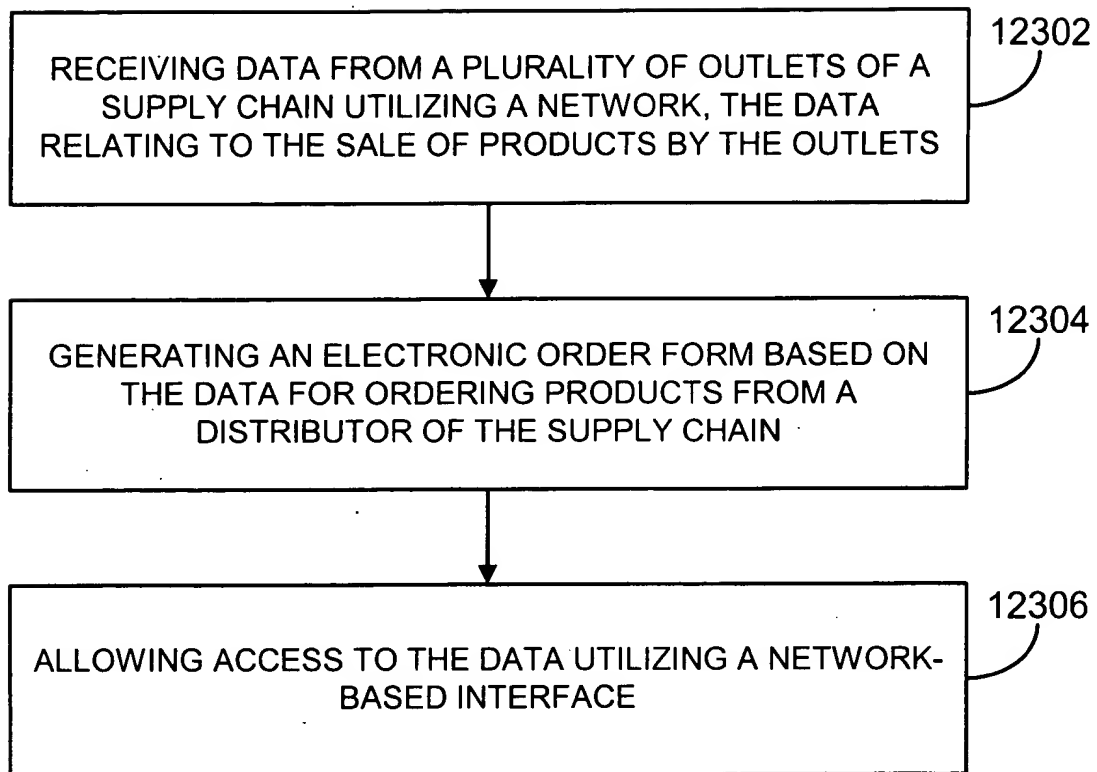 12302
RECEIVING DATA FROM A PLURALITY OF OUTLETS OF A
SUPPLY CHAIN UTILIZING A NETWORK, THE DATA
RELATING TO THE SALE OF PRODUCTS BY THE OUTLETS
12304
GENERATING AN ELECTRONIC ORDER FORM BASED ON
THE DATA FOR ORDERING PRODUCTS FROM A
DISTRIBUTOR OF THE SUPPLY CHAIN
12306
ALLOWING ACCESS TO THE DATA UTILIZING A NETWORK-
BASED INTERFACE